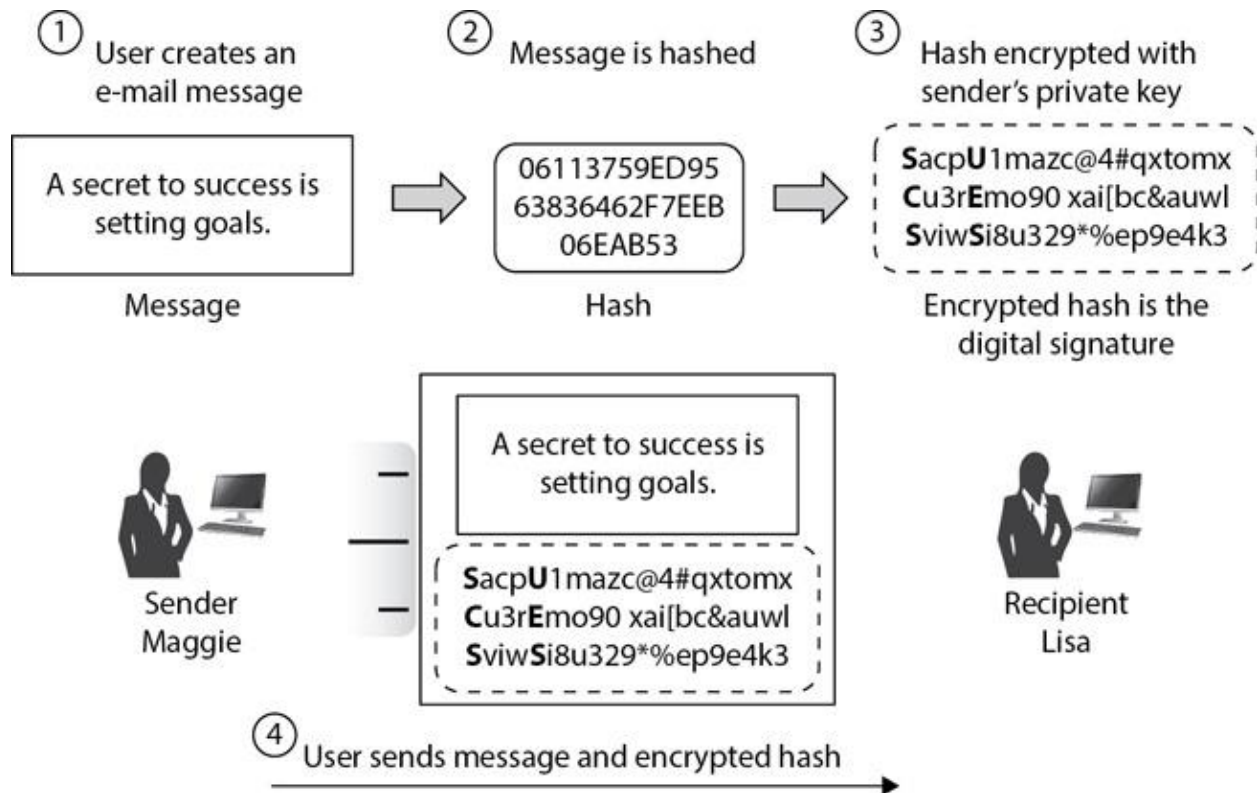 1
User creates an
e-mail message
A secret to success is
setting goals.
Message
2
Message is hashed
06113759ED95
63836462F7EEB
06EAB53
Hash
3
Hash encrypted with
sender’s private key
SacpU1mazc@4#qxtomx
Cu3rEmo90 xai[bc&auwl
SviwSi8u329*%ep9e4k3
Encrypted hash is the
digital signature
Sender
Maggie
A secret to success is
setting goals.
SacpU1mazc@4#qxtomx
Cu3rEmo90 xai[bc&auwl
SviwSi8u329*%ep9e4k3
Recipient
Lisa
4
User sends message and encrypted hash